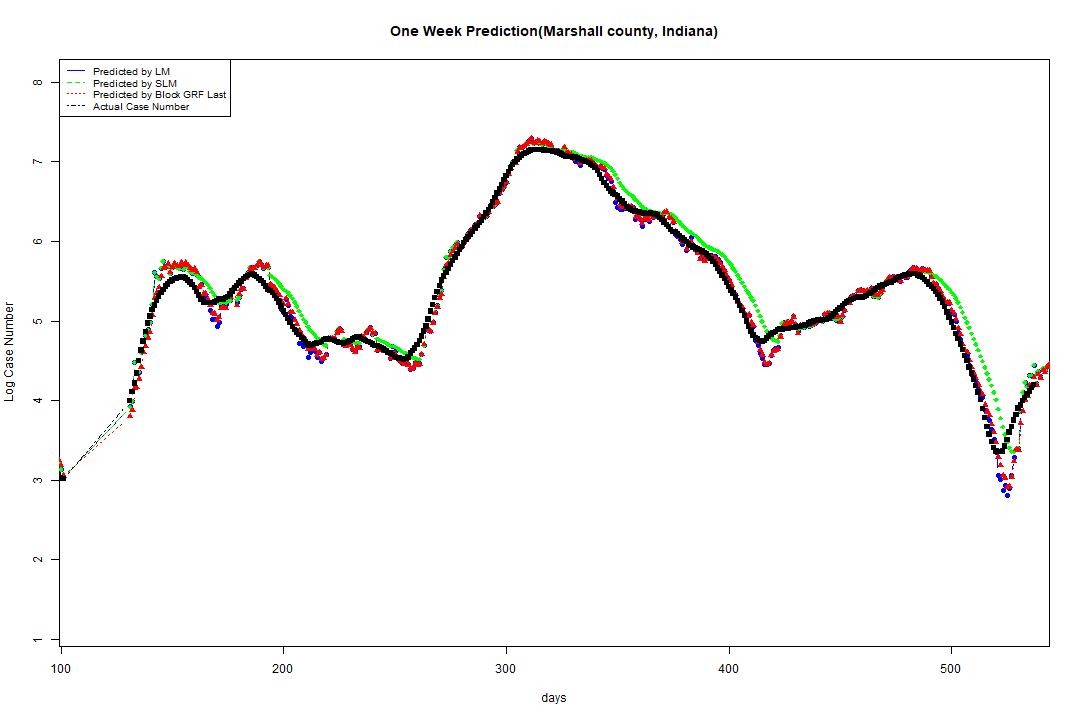 One Week Prediction(Marshall county, Indiana)
Predicted by LM
Predicted by SLM
Predicted by Block GRF Last
Actual Case Number
8
7
6
5
4
3
2
1
Log Case Number
100 200 300 400 500
days